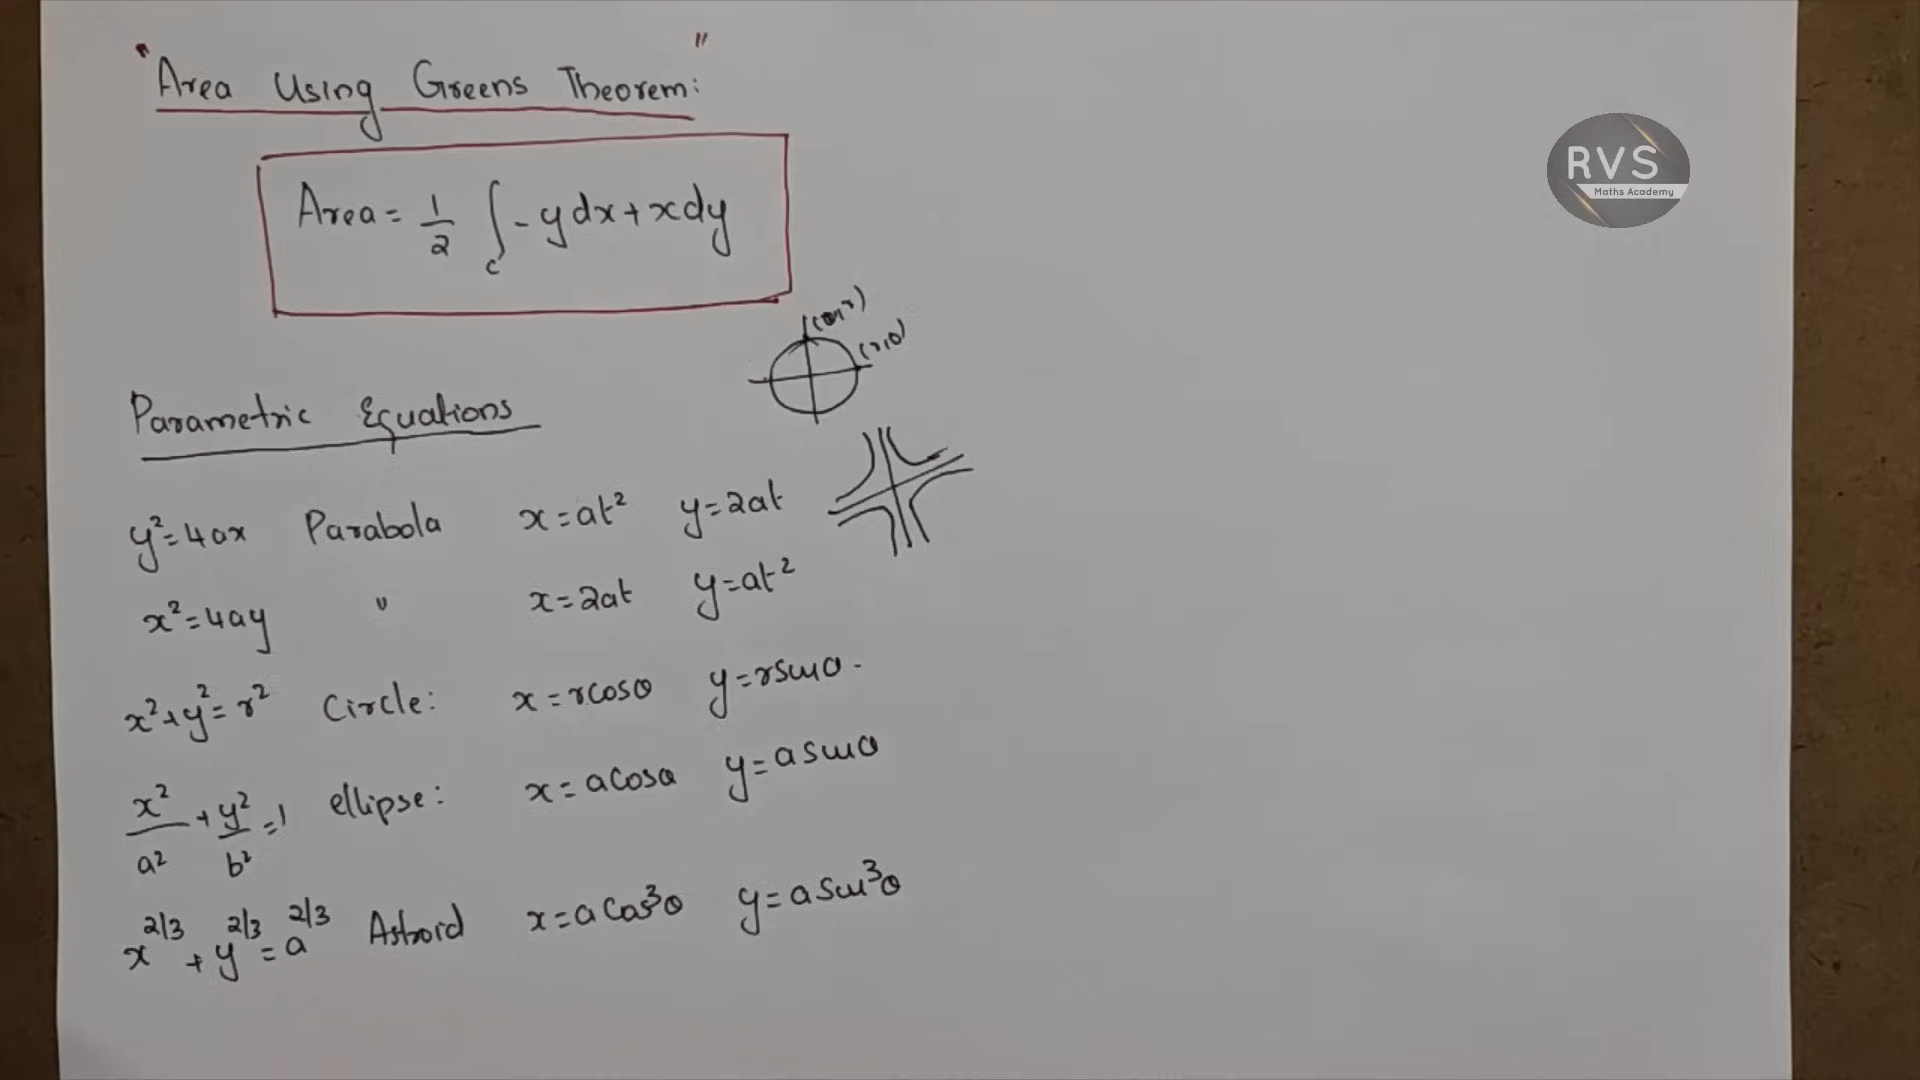 "Area Using Greens Theorem:"
Area = 1/2 ∫c -ydx+xdy
RVS
Maths Academy
(0,r)
(r,0)
Parametric Equations
y²=4ax Parabola x=at² y=2at
x²=4ay " x=2at y=at²
x²+y²=r² Circle: x=rcosθ y=rsinθ.
x²/a² + y²/b² =1 ellipse: x=acosθ y=asinθ
x^2/3 + y^2/3 = a^2/3 Astroid x=acos³θ y=asin³θ